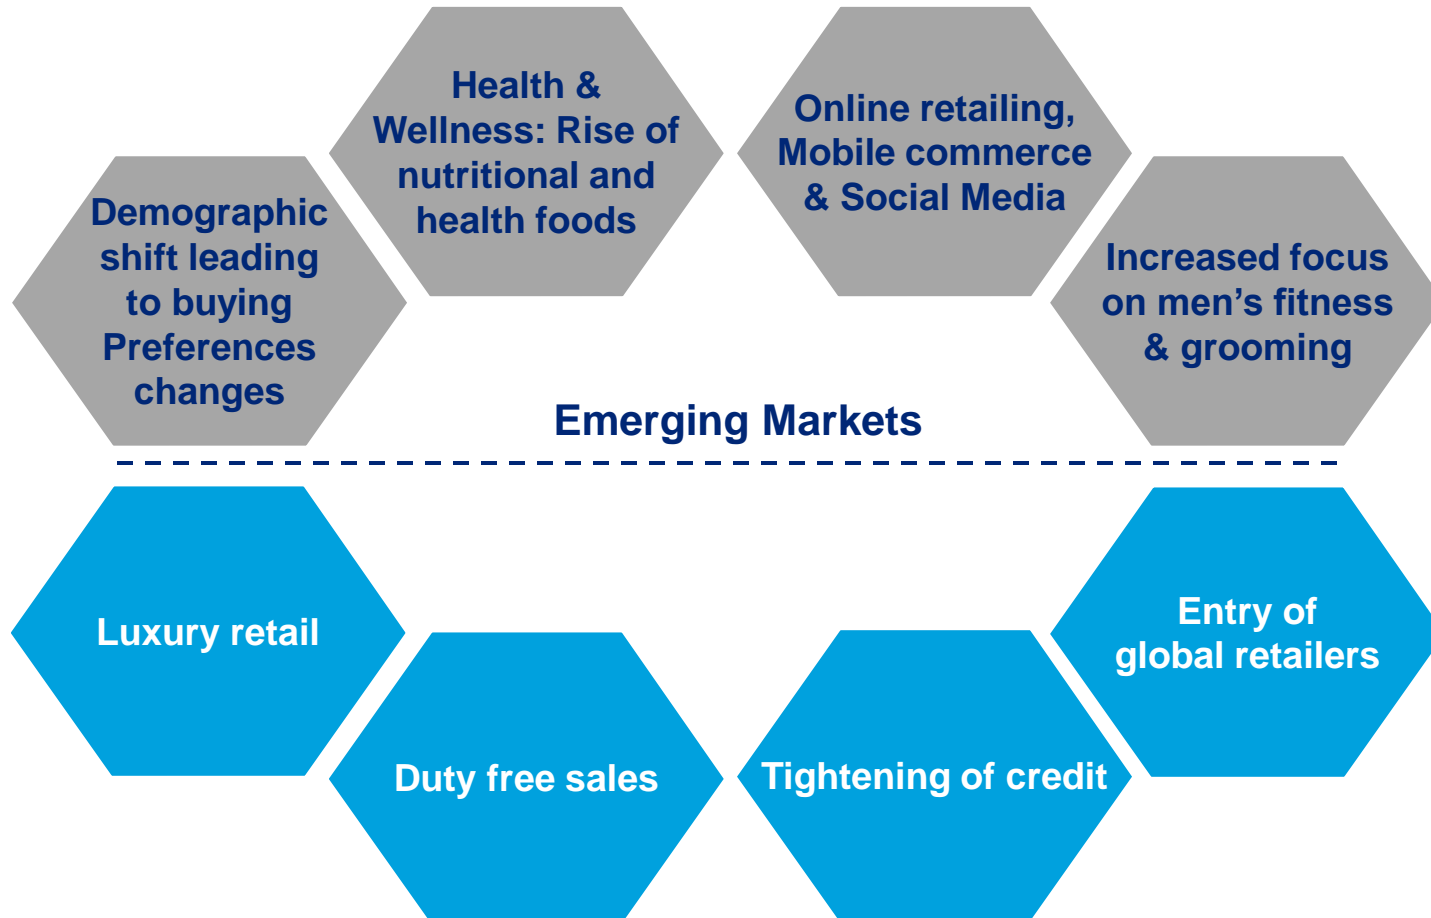 Health &
Wellness: Rise of
nutritional and
health foods
Online retailing,
Mobile commerce
& Social Media
Demographic
shift leading
to buying
Preferences
changes
Increased focus
on men’s fitness
& grooming
Emerging Markets
Luxury retail
Entry of
global retailers
Duty free sales
Tightening of credit